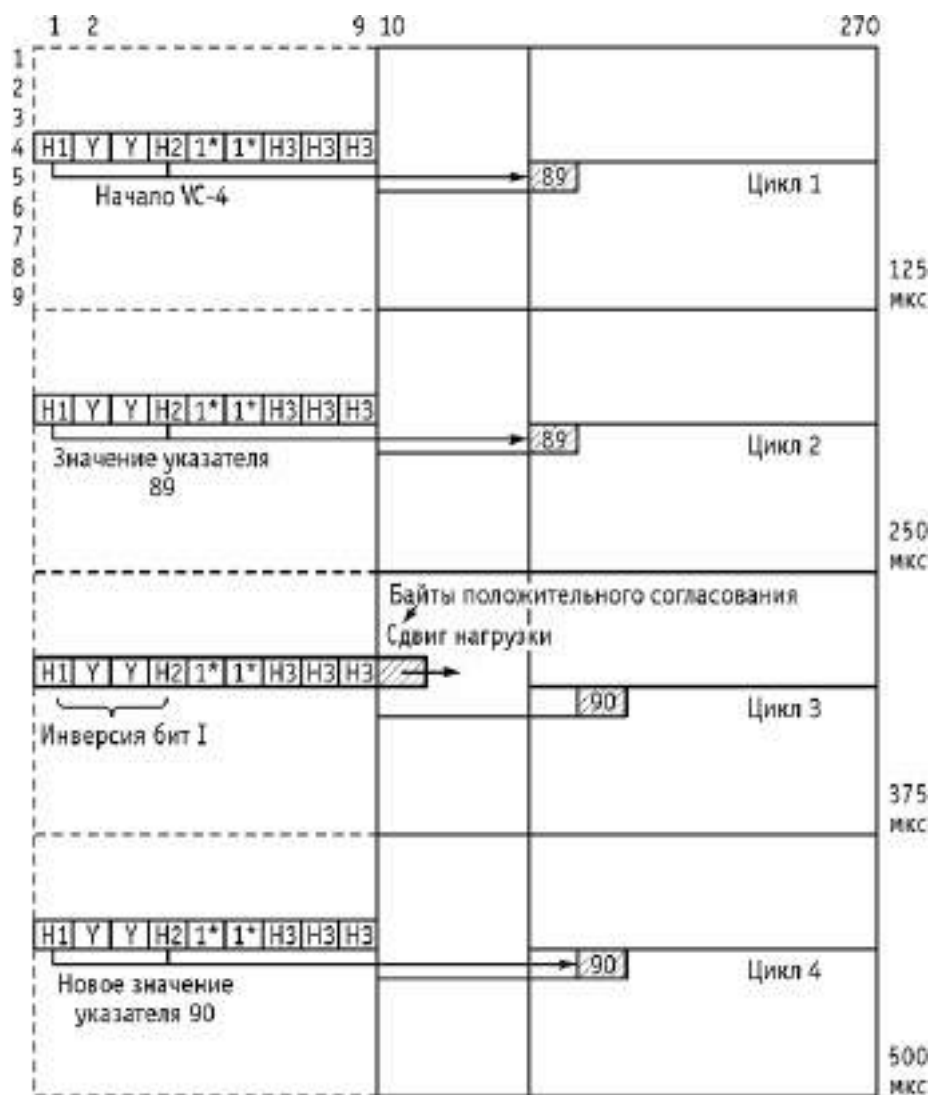 1 2 9 10 270
1
2
3
4 H1 Y Y H2 1* 1* H3 H3 H3
5 89 Цикл 1
6 Начало VC-4
7
8 125
9 мкс
H1 Y Y H2 1* 1* H3 H3 H3
89 Цикл 2
Значение указателя
89
250
мкс
Байты положительного согласования
Сдвиг нагрузки
H1 Y Y H2 1* 1* H3 H3 H3
90 Цикл 3
Инверсия бит I
375
мкс
H1 Y Y H2 1* 1* H3 H3 H3
90 Цикл 4
Новое значение
указателя 90
500
мкс